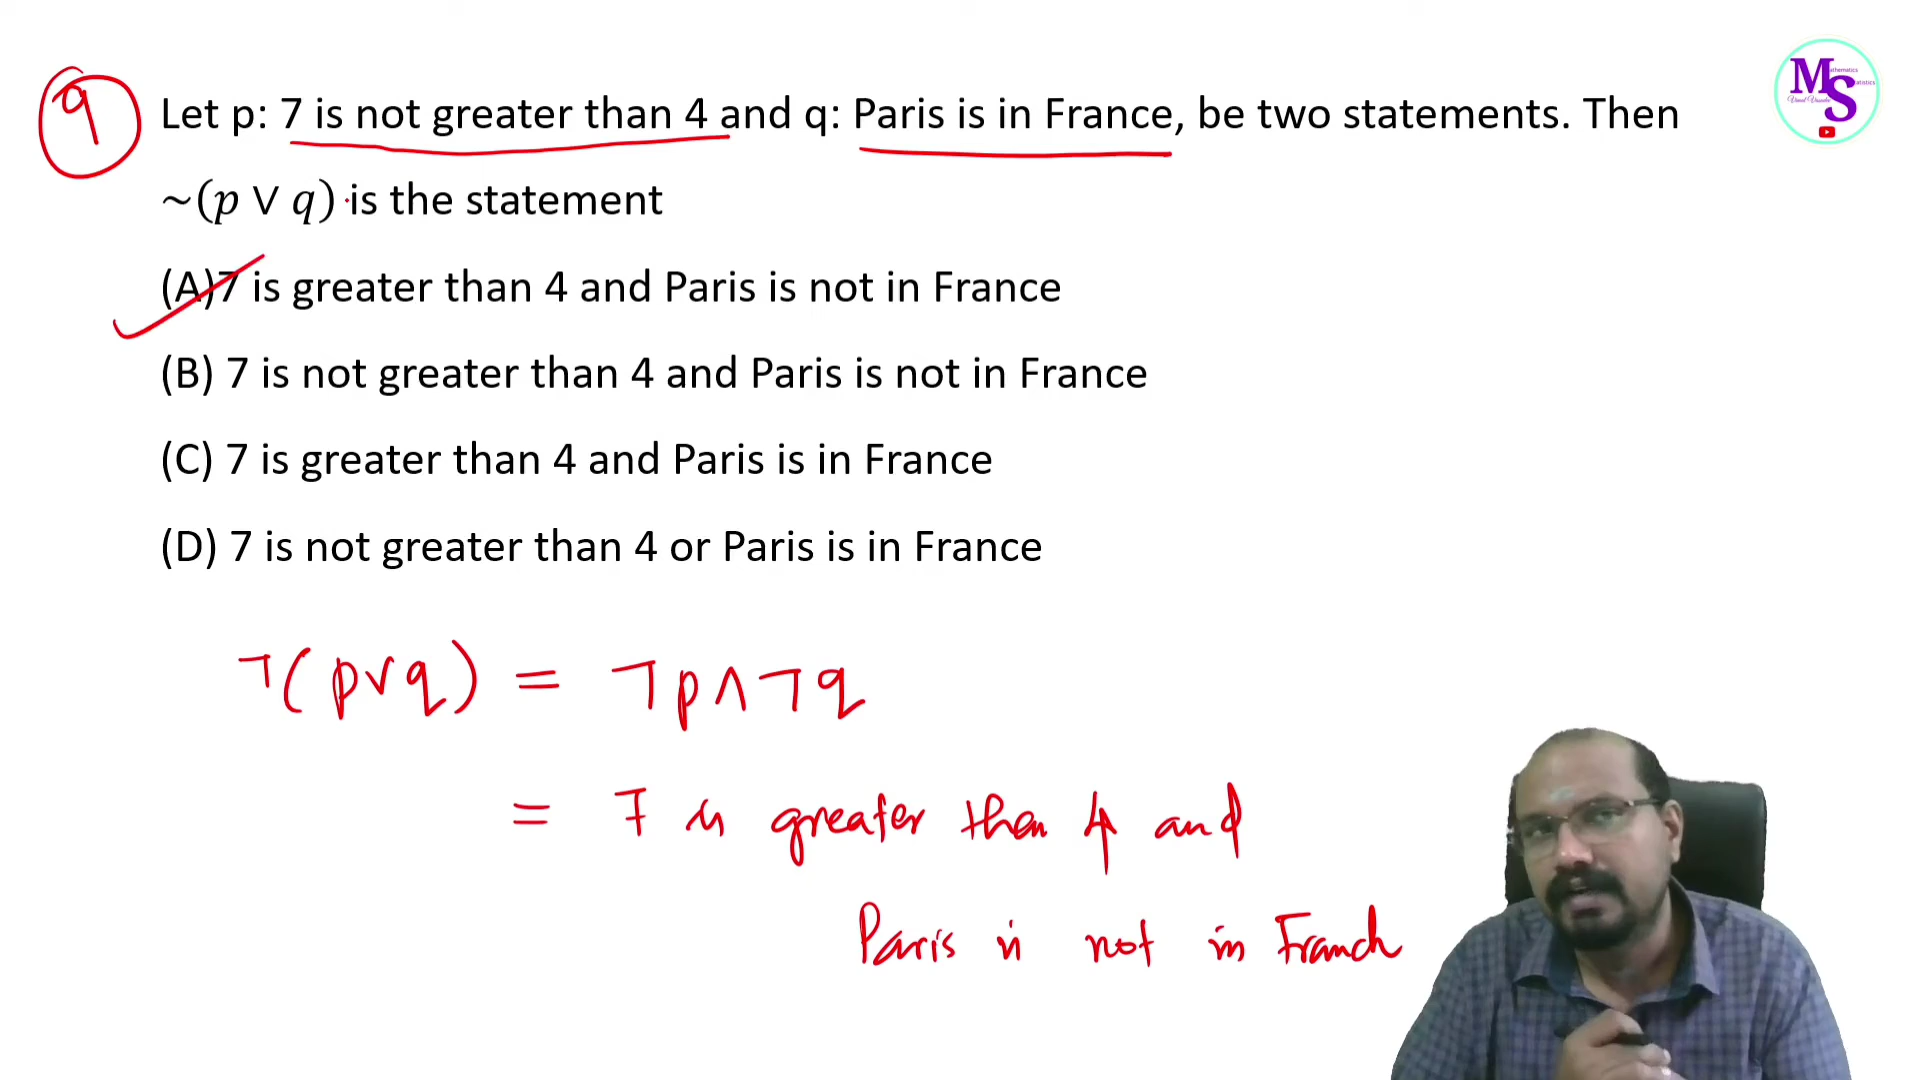 9
Let p: 7 is not greater than 4 and q: Paris is in France, be two statements. Then
~(p ∨ q) is the statement
(A)7 is greater than 4 and Paris is not in France
(B) 7 is not greater than 4 and Paris is not in France
(C) 7 is greater than 4 and Paris is in France
(D) 7 is not greater than 4 or Paris is in France
¬(p∨q) = ¬p∧¬q
= 7 is greater than 4 and
Paris is not in Franch
MS
athematics
tatistics